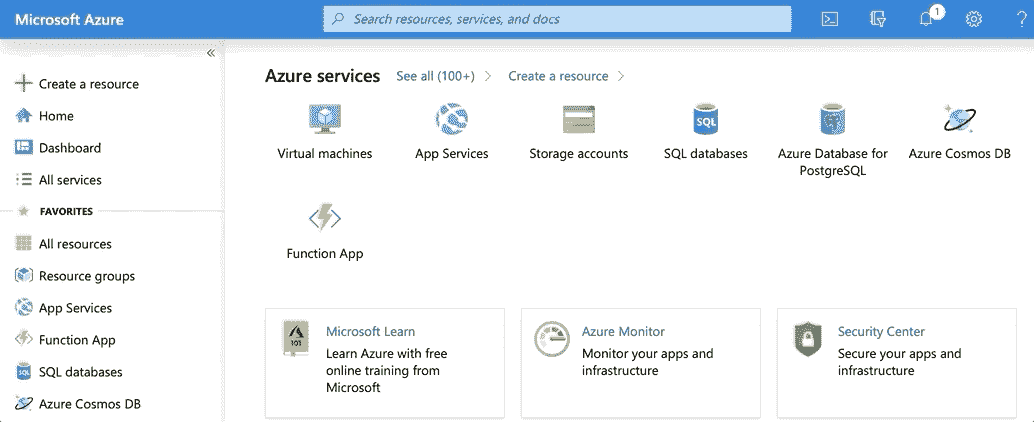 Microsoft Azure
Search resources, services, and docs
1
?
«
Create a resource
Home
Dashboard
All services
FAVORITES
All resources
Resource groups
App Services
Function App
SQL databases
Azure Cosmos DB
Azure services
See all (100+)
Create a resource
Virtual machines
App Services
Storage accounts
SQL
SQL databases
Azure Database for
PostgreSQL
Azure Cosmos DB
Function App
101
Microsoft Learn
Learn Azure with free
online training from
Microsoft
Azure Monitor
Monitor your apps and
infrastructure
Security Center
Secure your apps and
infrastructure